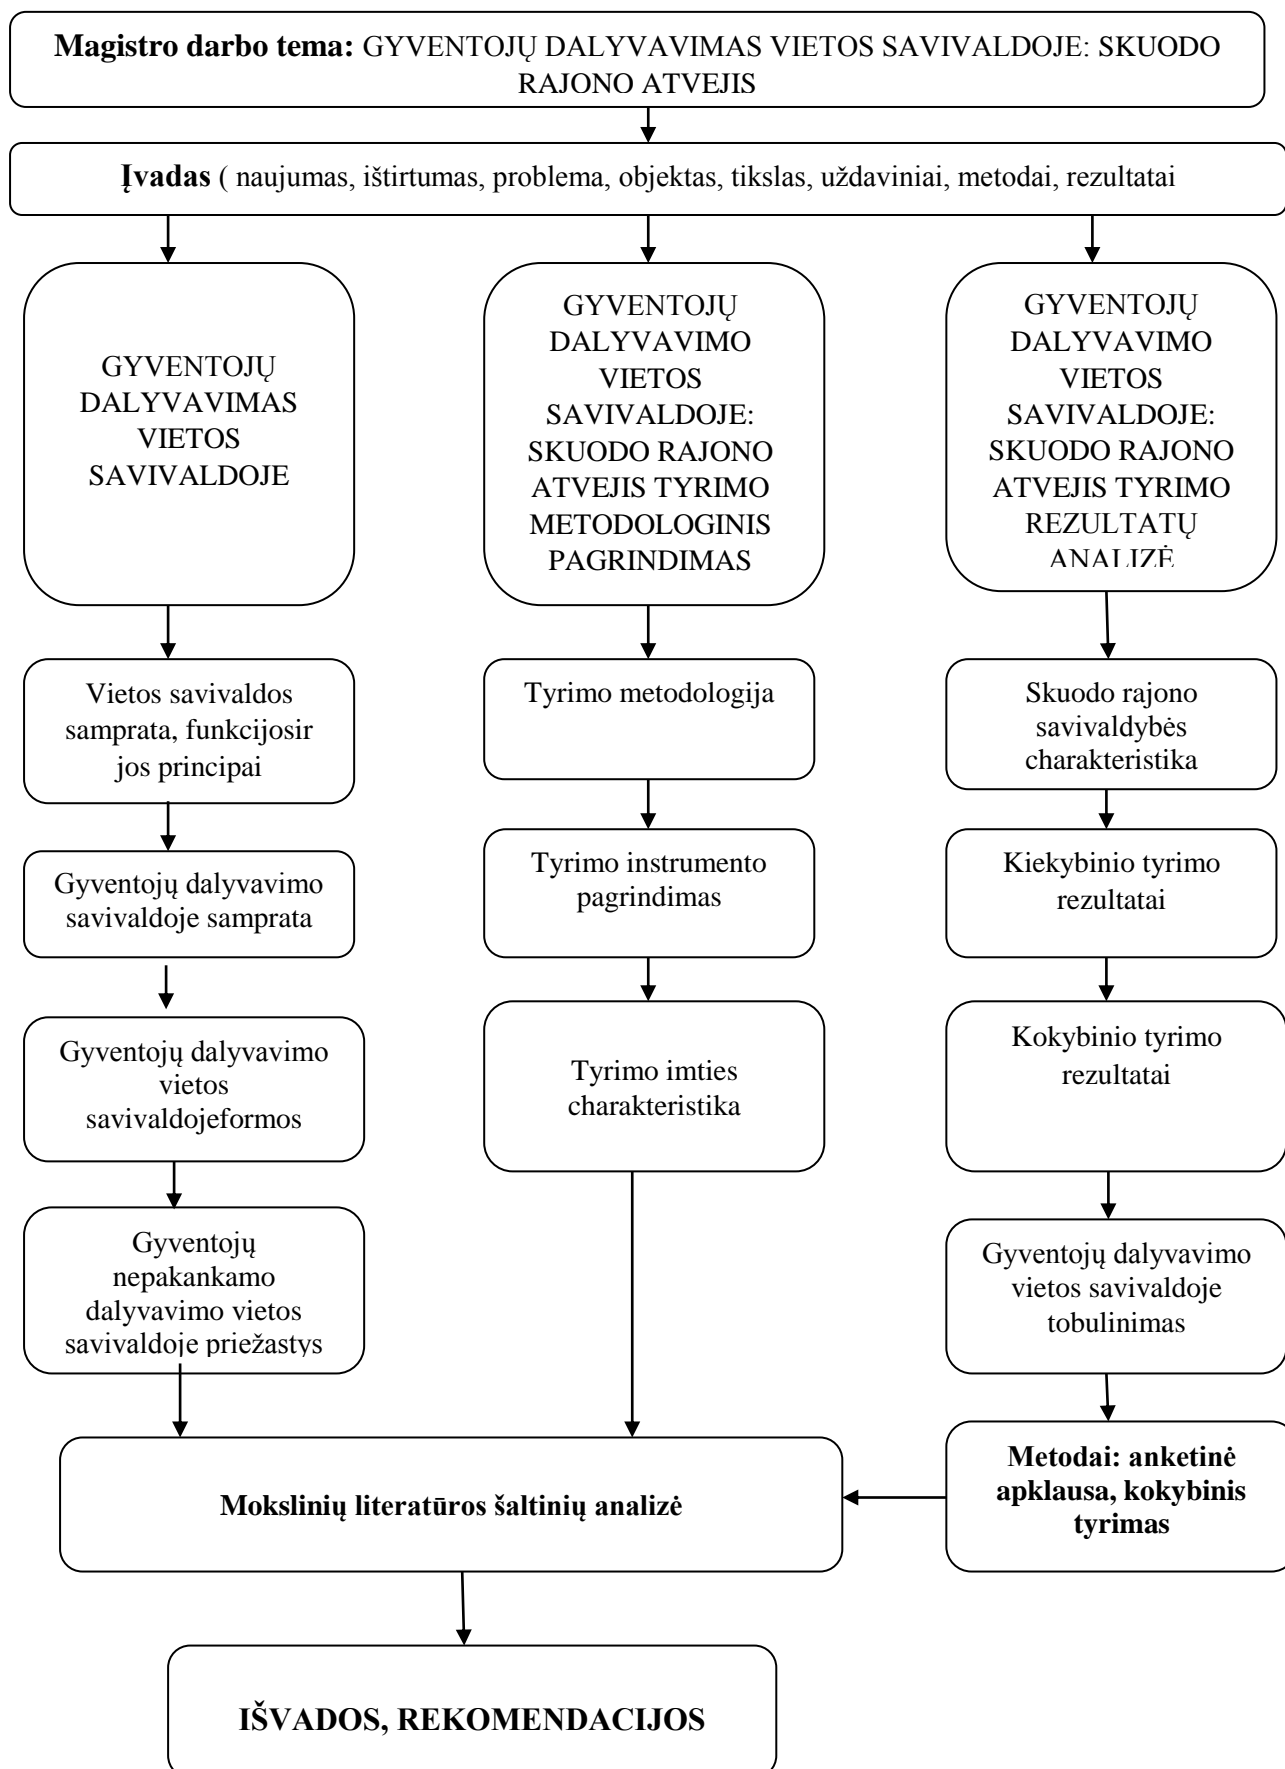 Magistro darbo tema: GYVENTOJŲ DALYVAVIMAS VIETOS SAVIVALDOJE: SKUODO
RAJONO ATVEJIS
Įvadas ( naujumas, ištirtumas, problema, objektas, tikslas, uždaviniai, metodai, rezultatai
GYVENTOJŲ
DALYVAVIMAS
VIETOS
SAVIVALDOJE
GYVENTOJŲ
DALYVAVIMO
VIETOS
SAVIVALDOJE:
SKUODO RAJONO
ATVEJIS TYRIMO
METODOLOGINIS
PAGRINDIMAS
GYVENTOJŲ
DALYVAVIMO
VIETOS
SAVIVALDOJE:
SKUODO RAJONO
ATVEJIS TYRIMO
REZULTATŲ
ANALIZĖ
Vietos savivaldos
samprata, funkcijosir
jos principai
Tyrimo metodologija
Skuodo rajono
savivaldybės
charakteristika
Gyventojų dalyvavimo
savivaldoje samprata
Tyrimo instrumento
pagrindimas
Kiekybinio tyrimo
rezultatai
Gyventojų dalyvavimo
vietos
savivaldojeformos
Tyrimo imties
charakteristika
Kokybinio tyrimo
rezultatai
Gyventojų
nepakankamo
dalyvavimo vietos
savivaldoje priežastys
Gyventojų dalyvavimo
vietos savivaldoje
tobulinimas
Mokslinių literatūros šaltinių analizė
Metodai: anketinė
apklausa, kokybinis
tyrimas
IŠVADOS, REKOMENDACIJOS